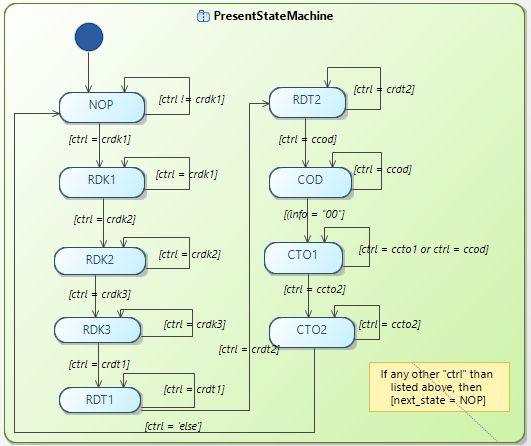 PresentStateMachine
NOP
[ctrl != crdk1]
[ctrl = crdk1]
RDK1
[ctrl = crdk1]
[ctrl = crdk2]
RDK2
[ctrl = crdk2]
[ctrl = crdk3]
RDK3
[ctrl = crdk3]
[ctrl = crdt1]
RDT1
[ctrl = crdt1]
[ctrl = crdt2]
RDT2
[ctrl = crdt2]
[ctrl = ccod]
COD
[ctrl = ccod]
[(info = "00"]
CTO1
[ctrl = ccto1 or ctrl = ccod]
[ctrl = ccto2]
CTO2
[ctrl = ccto2]
[ctrl = 'else']
If any other "ctrl" than
listed above, then
[next_state = NOP]